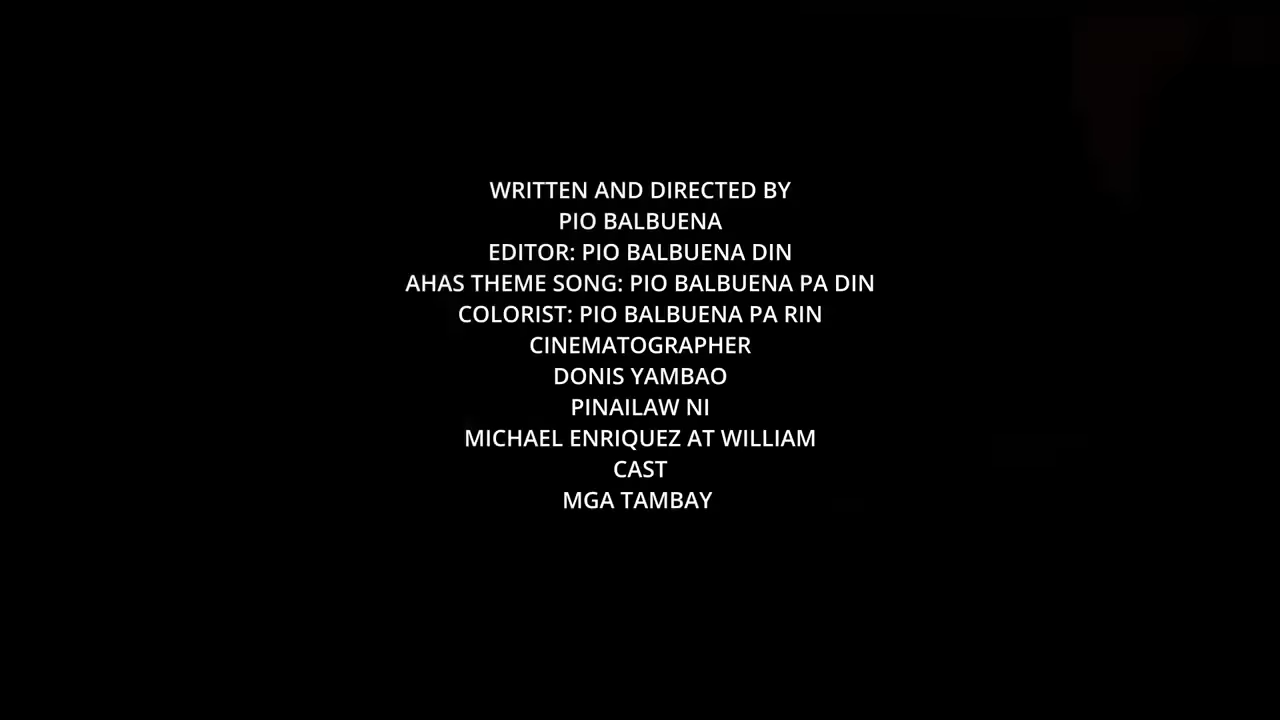 WRITTEN AND DIRECTED BY
PIO BALBUENA
EDITOR: PIO BALBUENA DIN
AHAS THEME SONG: PIO BALBUENA PA DIN
COLORIST: PIO BALBUENA PA RIN
CINEMATOGRAPHER
DONIS YAMBAO
PINAILAW NI
MICHAEL ENRIQUEZ AT WILLIAM
CAST
MGA TAMBAY